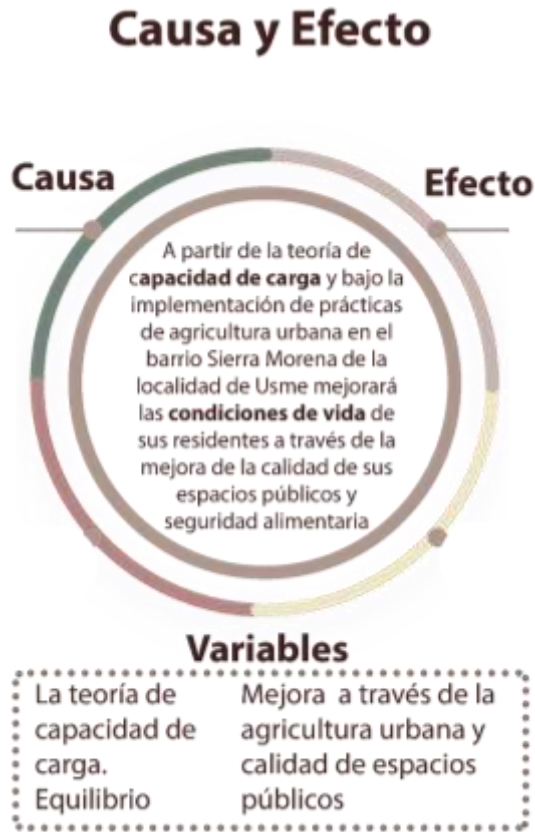 Causa y Efecto
Causa
Efecto
A partir de la teoría de
capacidad de carga y bajo la
implementación de prácticas
de agricultura urbana en el
barrio Sierra Morena de la
localidad de Usme mejorará
las condiciones de vida de
sus residentes a través de la
mejora de la calidad de sus
espacios públicos y
seguridad alimentaria
Variables
La teoría de
capacidad de
carga.
Equilibrio
Mejora a través de la
agricultura urbana y
calidad de espacios
públicos